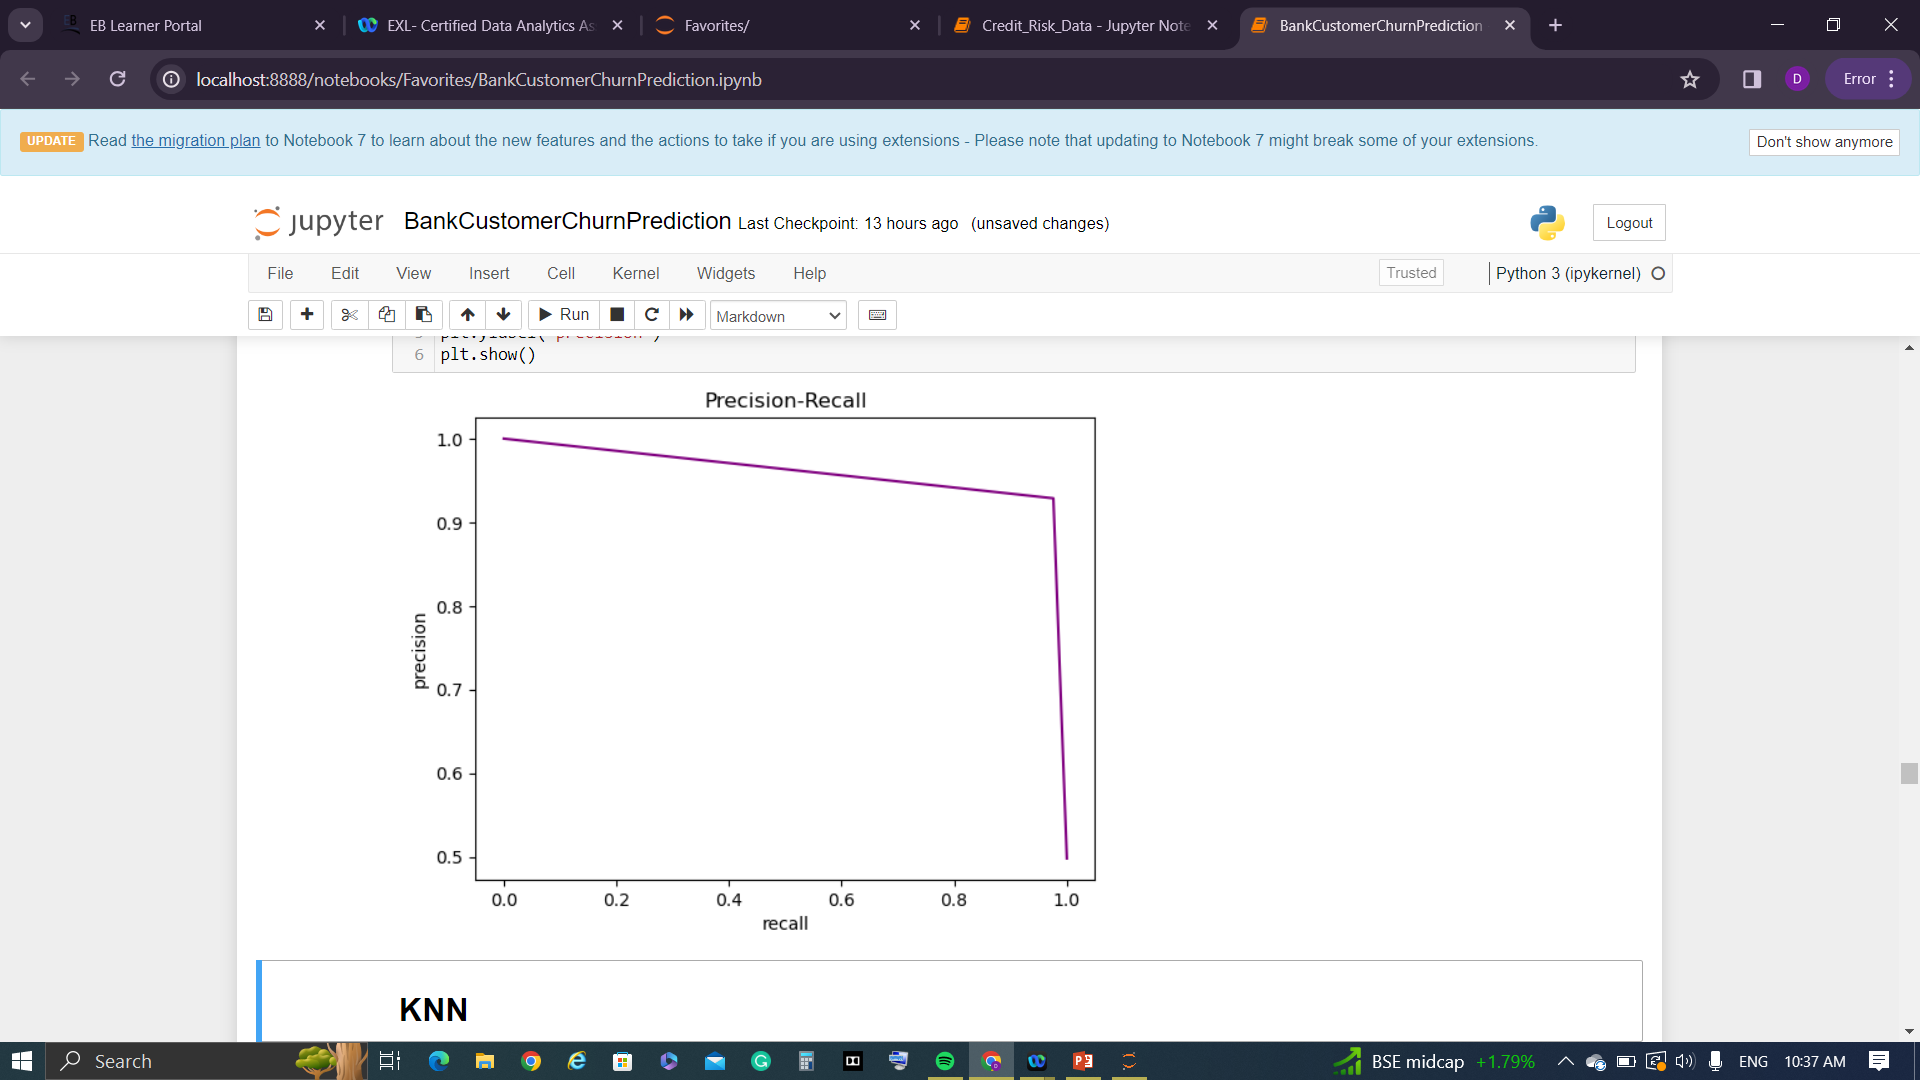 EB Learner Portal
EXL- Certified Data Analytics As
Favorites/
Credit_Risk_Data - Jupyter Note
BankCustomerChurnPrediction
localhost:8888/notebooks/Favorites/BankCustomerChurnPrediction.ipynb
D
Error
UPDATE Read the migration plan to Notebook 7 to learn about the new features and the actions to take if you are using extensions - Please note that updating to Notebook 7 might break some of your extensions.
Don't show anymore
jupyter BankCustomerChurnPrediction Last Checkpoint: 13 hours ago (unsaved changes)
Logout
File Edit View Insert Cell Kernel Widgets Help
Trusted
Python 3 (ipykernel)
Run
Markdown
6 plt.show()
Precision-Recall
1.0
0.9
0.8
0.7
0.6
0.5
precision
0.0 0.2 0.4 0.6 0.8 1.0
recall
KNN
Search
BSE midcap +1.79%
ENG
10:37 AM